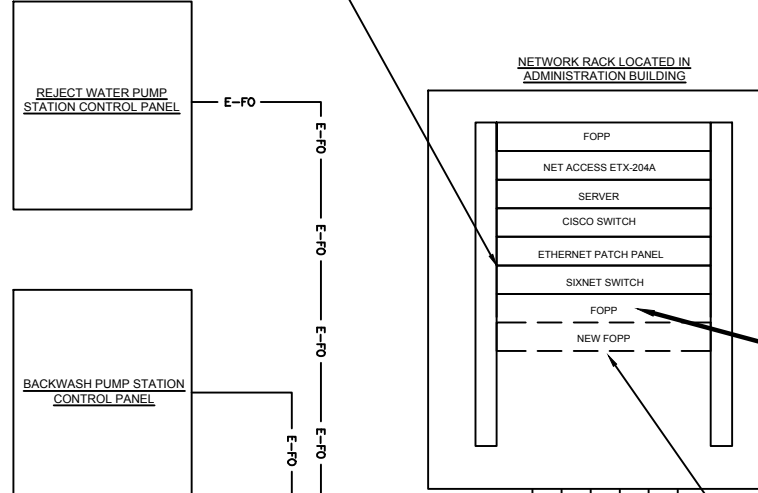 REJECT WATER PUMP
STATION CONTROL PANEL
E-FO
E-FO
E-FO
E-FO
E-FO
BACKWASH PUMP STATION
CONTROL PANEL
E-FO
NETWORK RACK LOCATED IN
ADMINISTRATION BUILDING
FOPP
NET ACCESS ETX-204A
SERVER
CISCO SWITCH
ETHERNET PATCH PANEL
SIXNET SWITCH
FOPP
NEW FOPP